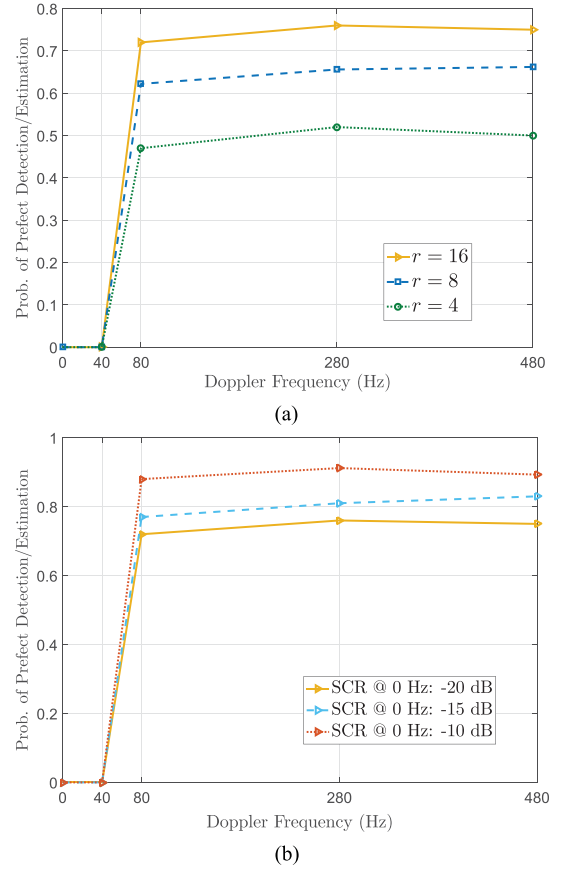 0.8
0.7
0.6
0.5
0.4
0.3
0.2
0.1
0
Prob. of Prefect Detection/Estimation
r = 16
r = 8
r = 4
0 40 80 280 480
Doppler Frequency (Hz)
(a)
1
0.8
0.6
0.4
0.2
0
Prob. of Prefect Detection/Estimation
SCR @ 0 Hz: -20 dB
SCR @ 0 Hz: -15 dB
SCR @ 0 Hz: -10 dB
0 40 80 280 480
Doppler Frequency (Hz)
(b)